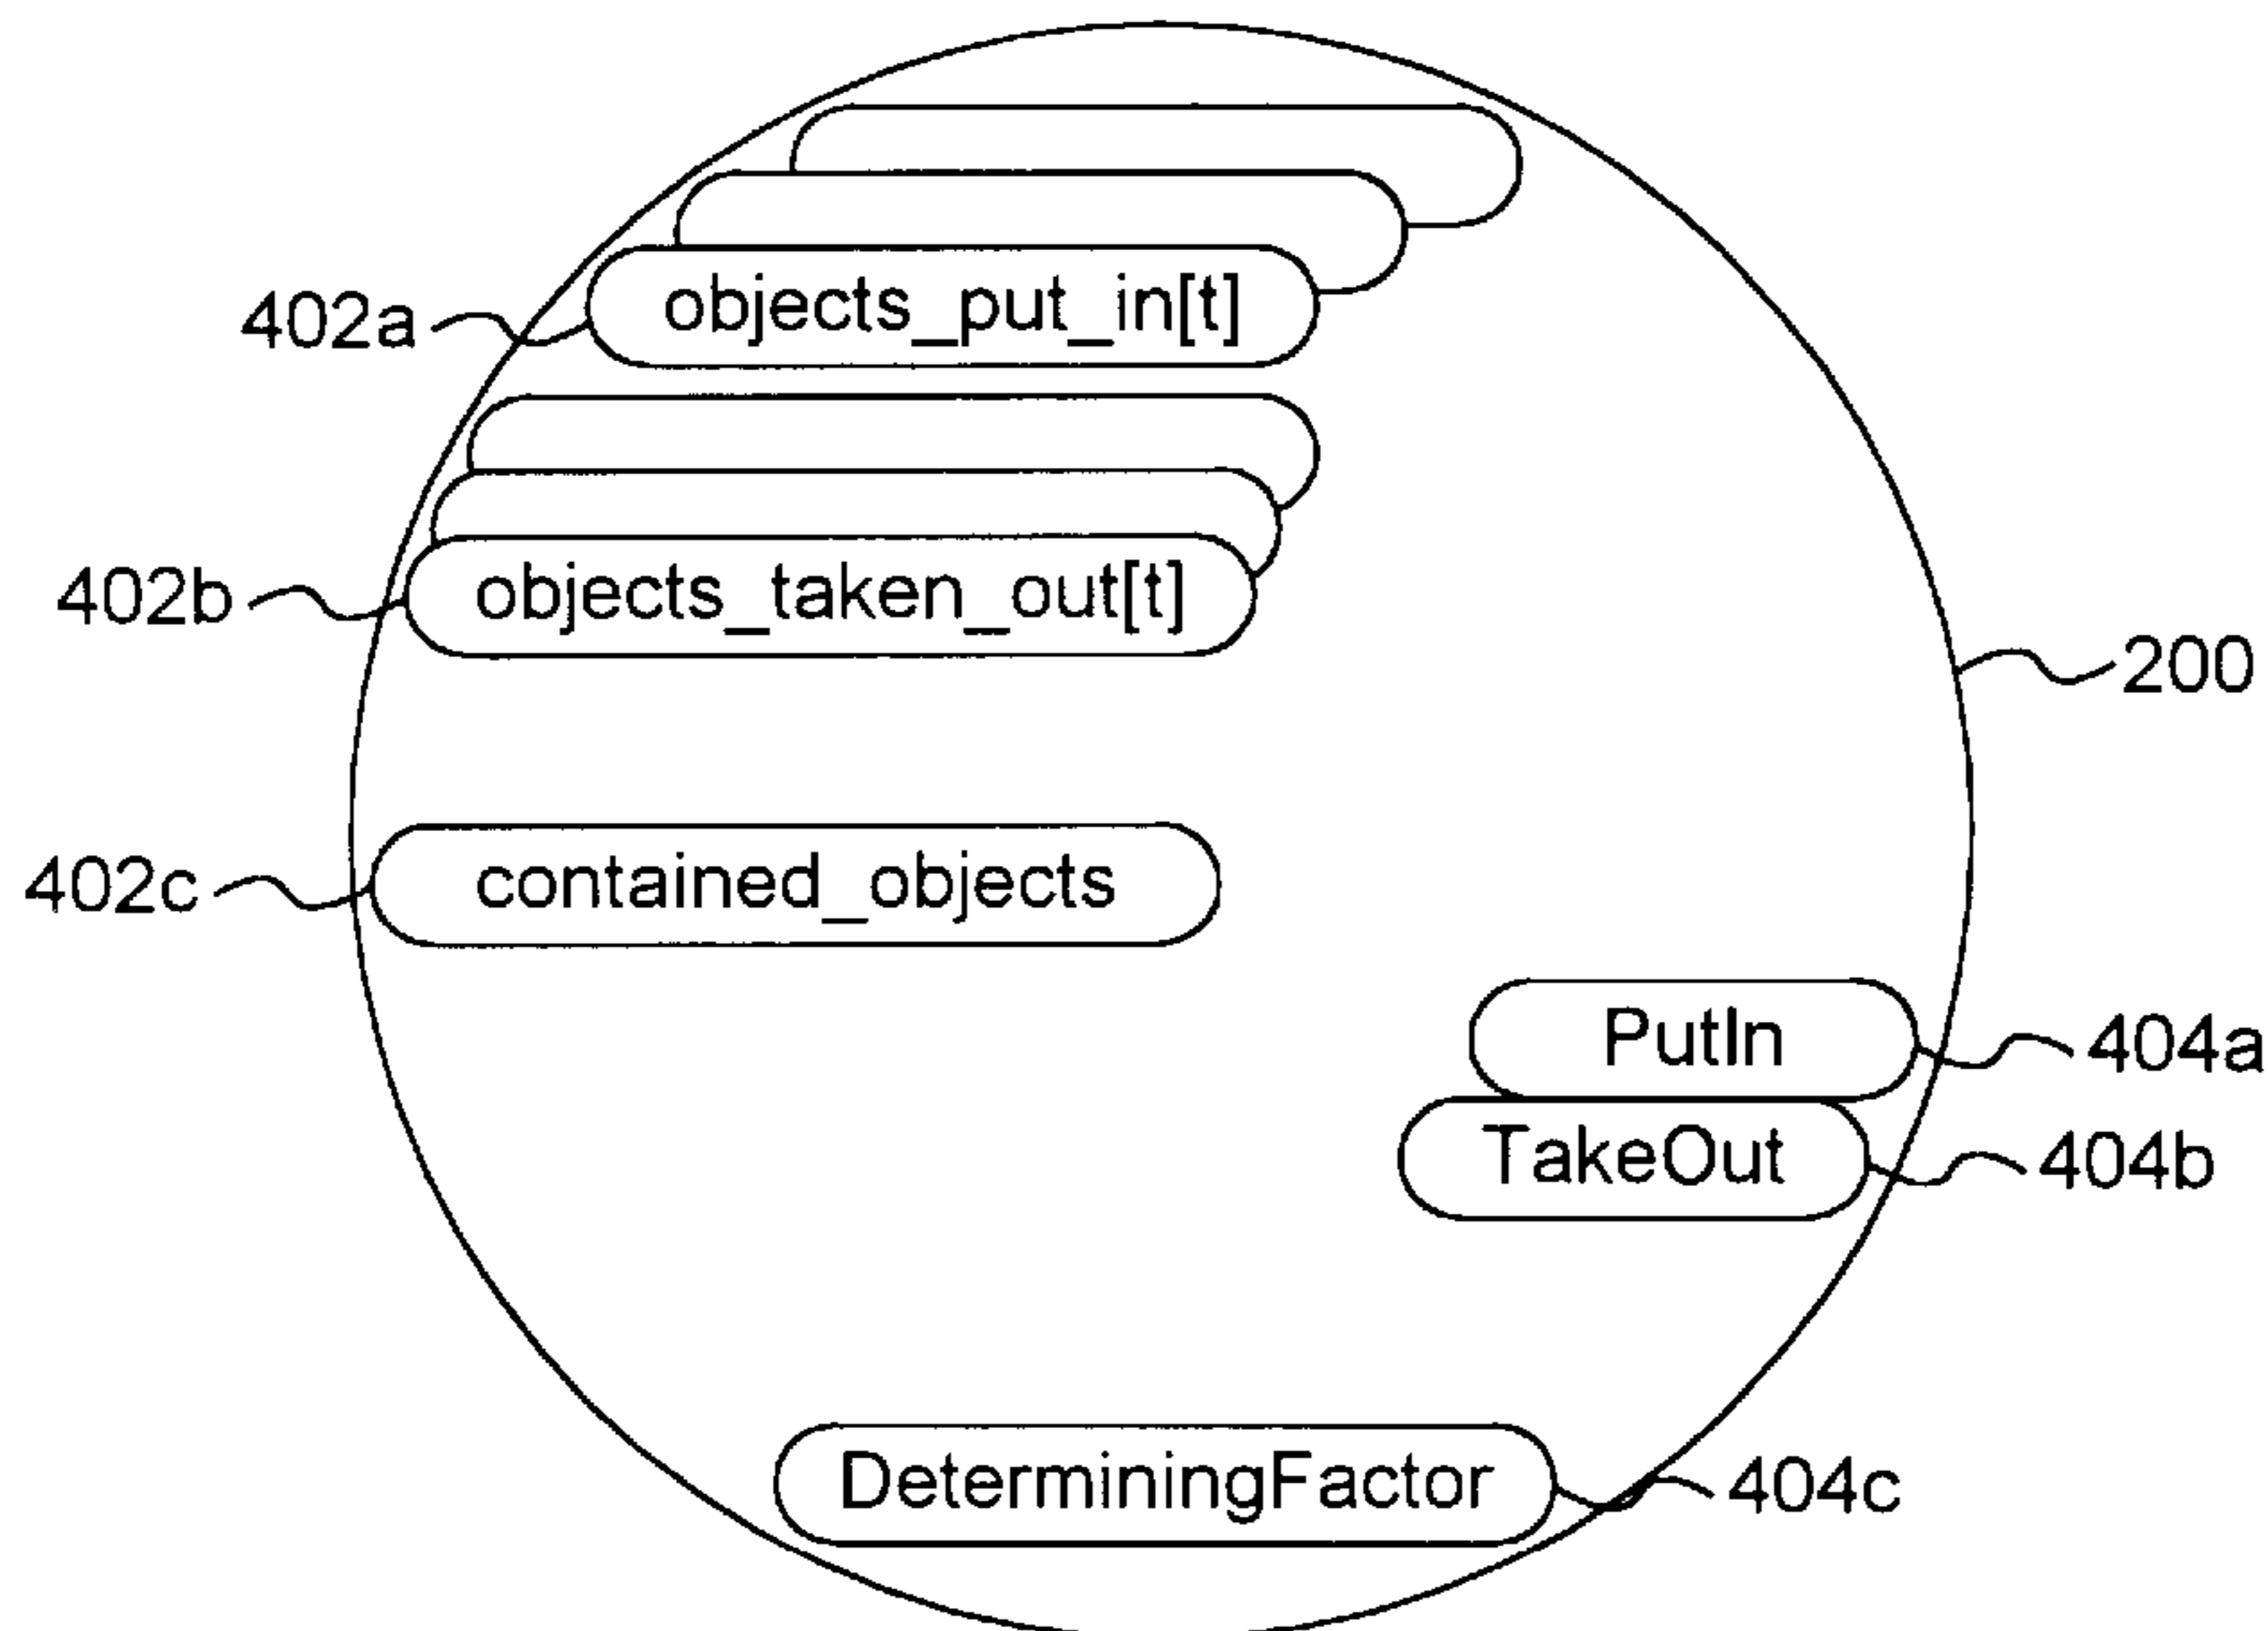 402a objects_put_in[t]
402b objects_taken_out[t]
200
402c contained_objects
PutIn 404a
TakeOut 404b
DeterminingFactor 404c